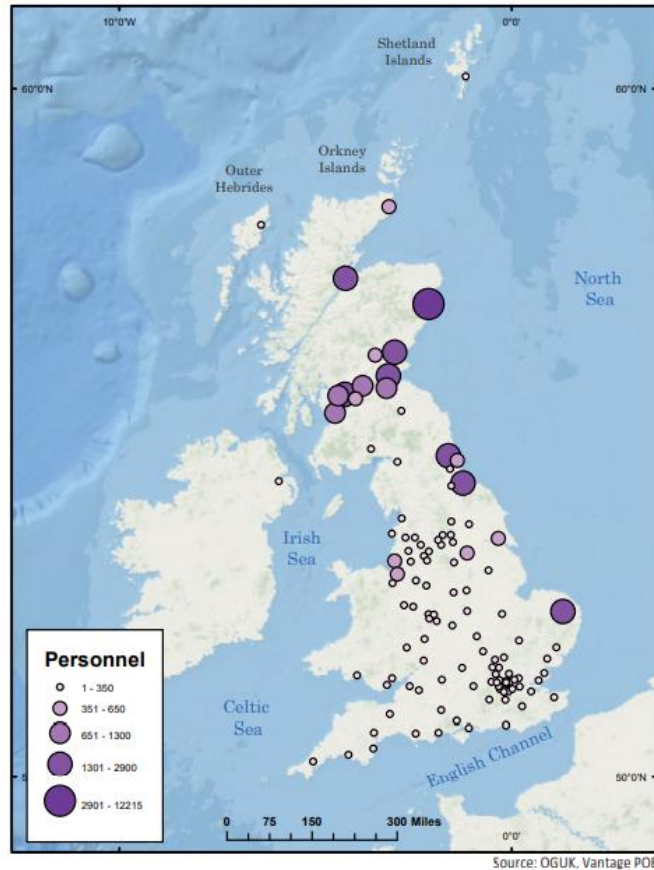 10°0'W
0°0'
Shetland
Islands
60°0'N
60°0'N
Orkney
Islands
Outer
Hebrides
North
Sea
Irish
Sea
Personnel
1 - 350
351 - 650
651 - 1300
1301 - 2900
2901 - 12215
Celtic
Sea
English Channel
50°0'N
0 75 150 300 Miles
0°0'
Source: OGUK, Vantage POB